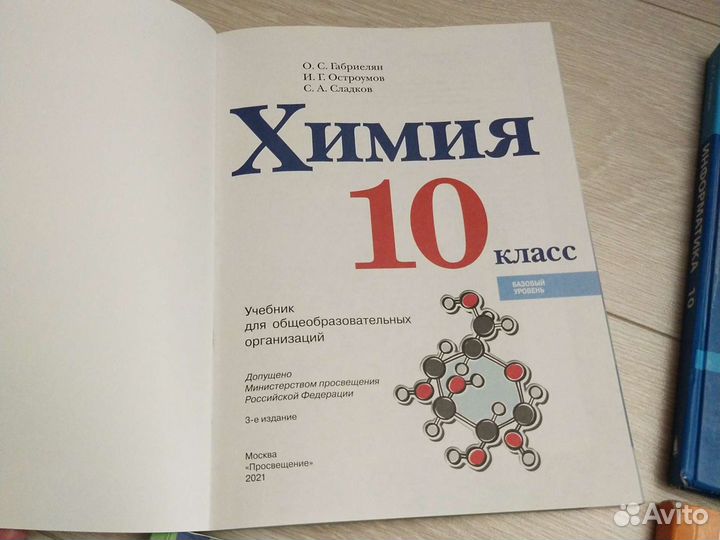 О. С. Габриелян
И. Г. Остроумов
С. А. Сладков
Химия
10
класс
БАЗОВЫЙ
УРОВЕНЬ
Учебник
для общеобразовательных
организаций
Допущено
Министерством просвещения
Российской Федерации
3-е издание
Москва
«Просвещение»
2021
ИНФОРМАТИКА 10
Avito